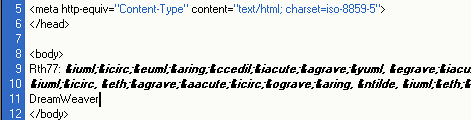 5 <meta http-equiv="Content-Type" content="text/html; charset=iso-8859-5">
6 </head>
7
8 <body>
9 Rth77: &iuml;&icirc;&euml;&aring;&ccedil;&iacute;&agrave;&yuml, &egrave;&iacu
10 &iuml;&icirc, &eth;&agrave;&aacute;&icirc;&ograve;&aring, &ntilde, &iuml;&eth;&
11 DreamWeaver
12 </body>